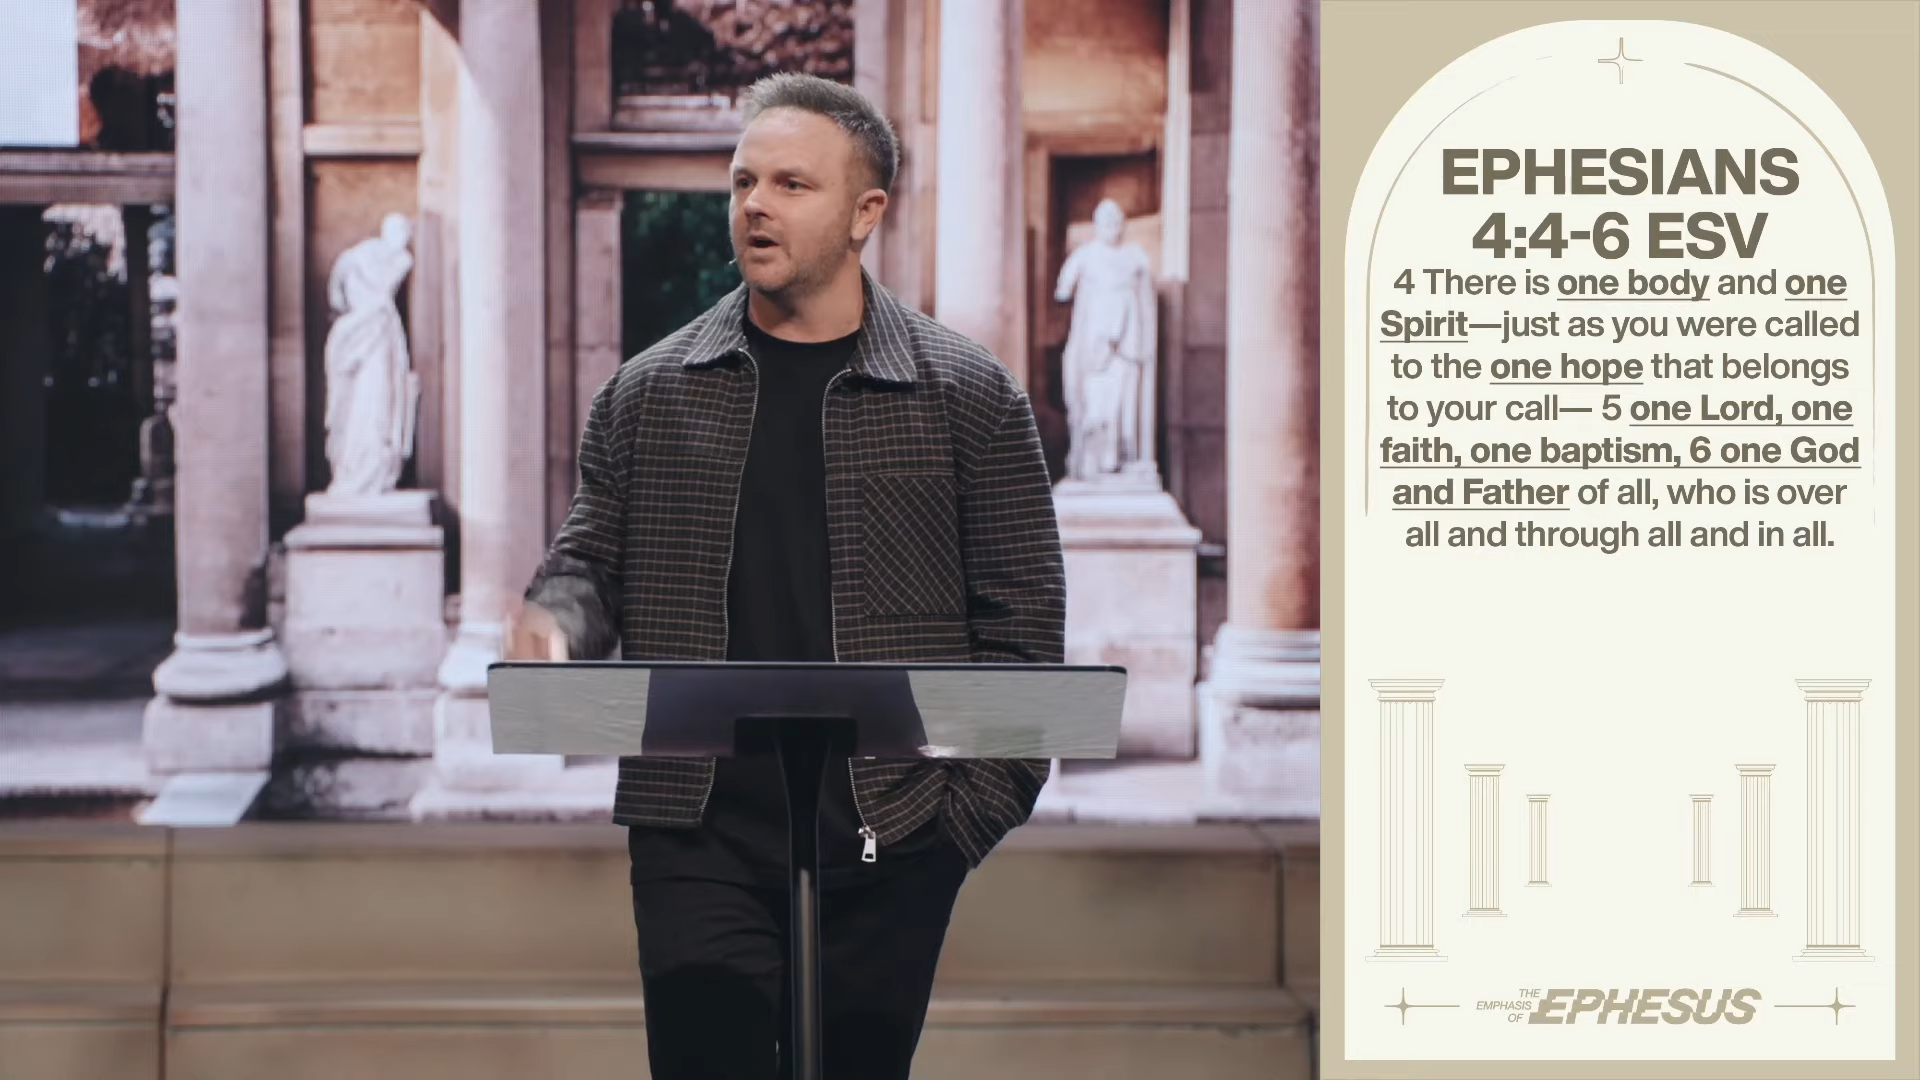 EPHESIANS
4:4-6 ESV
4 There is one body and one
Spirit—just as you were called
to the one hope that belongs
to your call— 5 one Lord, one
faith, one baptism, 6 one God
and Father of all, who is over
all and through all and in all.
THE
EMPHASIS
OF
EPHESUS